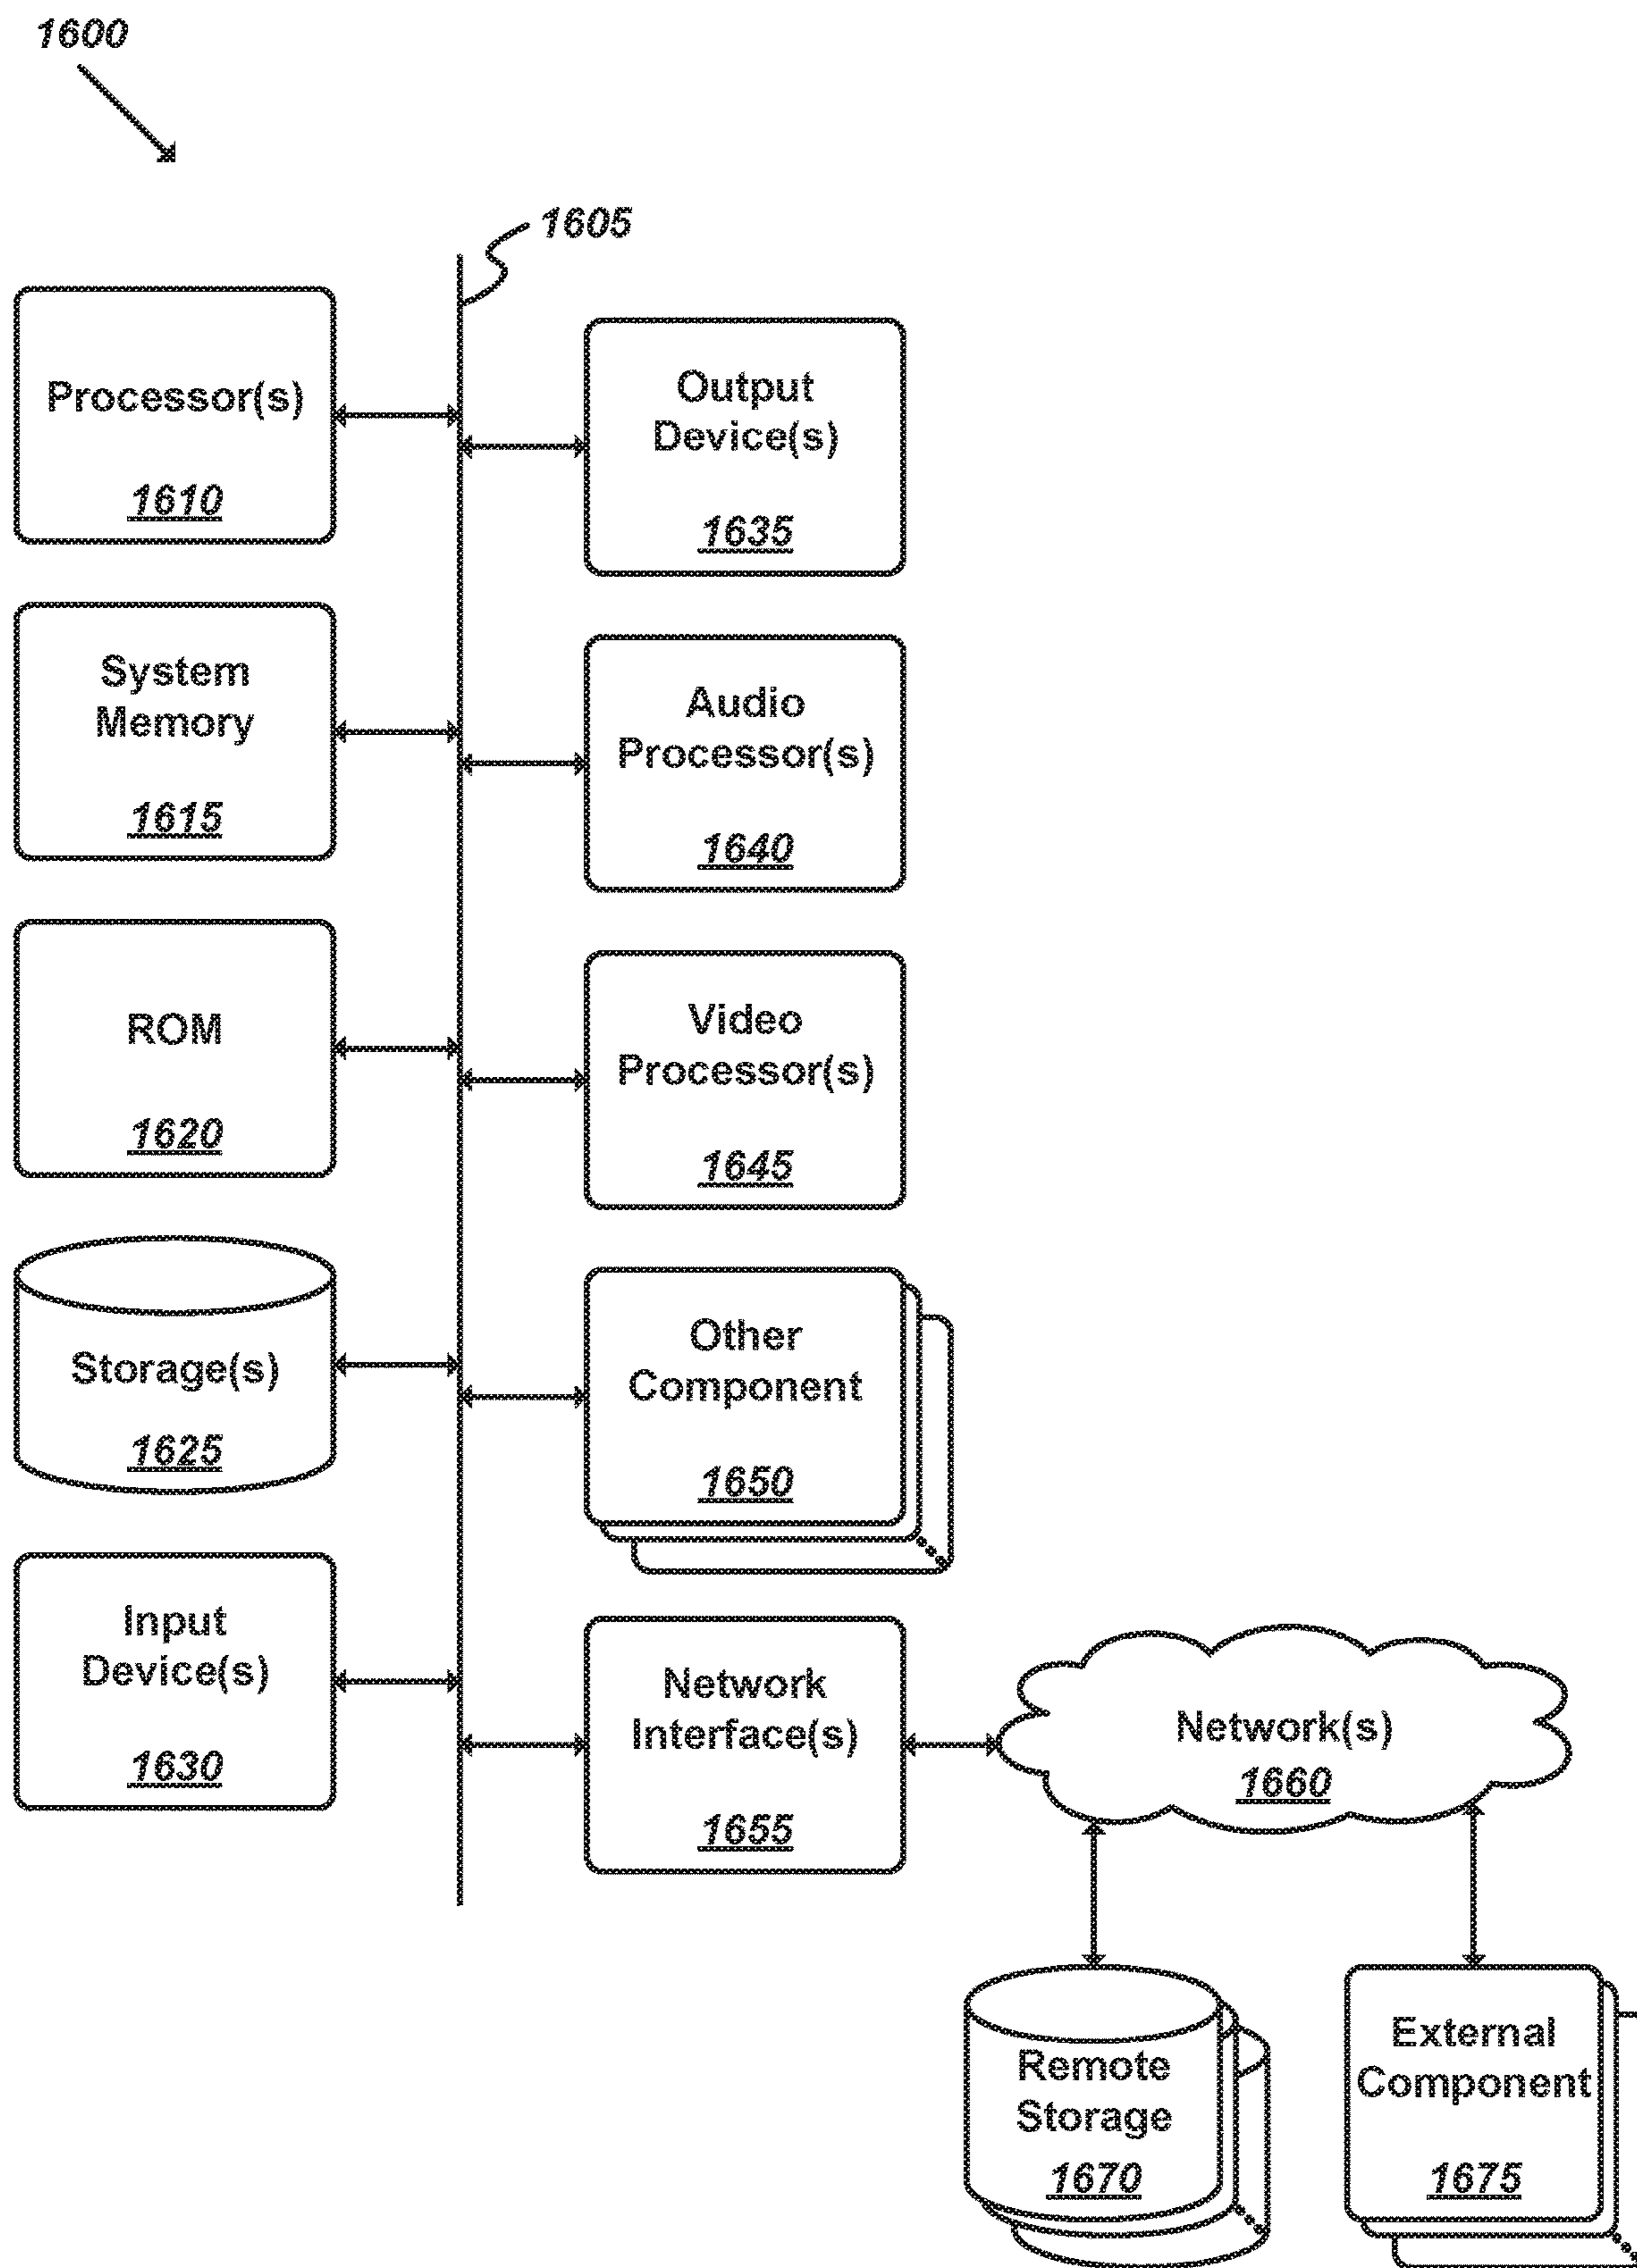 1600
1605
Processor(s)
1610
System
Memory
1615
ROM
1620
Storage(s)
1625
Input
Device(s)
1630
Output
Device(s)
1635
Audio
Processor(s)
1640
Video
Processor(s)
1645
Other
Component
1650
Network
Interface(s)
1655
Network(s)
1660
Remote
Storage
1670
External
Component
1675